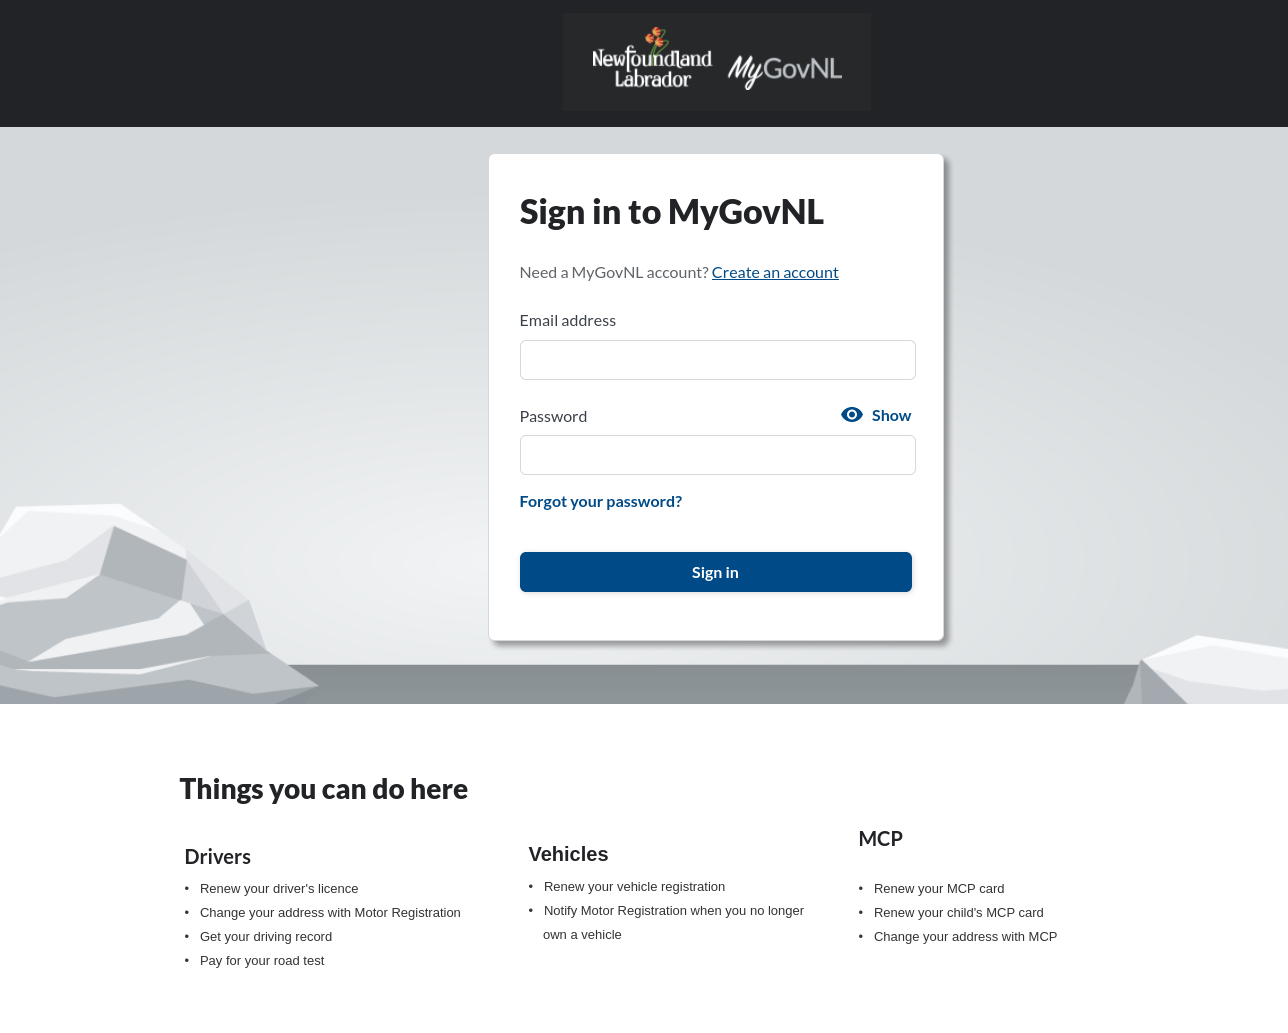 Newfoundland
Labrador
MyGovNL
Sign in to MyGovNL
Need a MyGovNL account? Create an account
Email address
Password
Show
Forgot your password?
Sign in
Things you can do here
Drivers
• Renew your driver's licence
• Change your address with Motor Registration
• Get your driving record
• Pay for your road test
Vehicles
• Renew your vehicle registration
• Notify Motor Registration when you no longer
own a vehicle
MCP
• Renew your MCP card
• Renew your child's MCP card
• Change your address with MCP